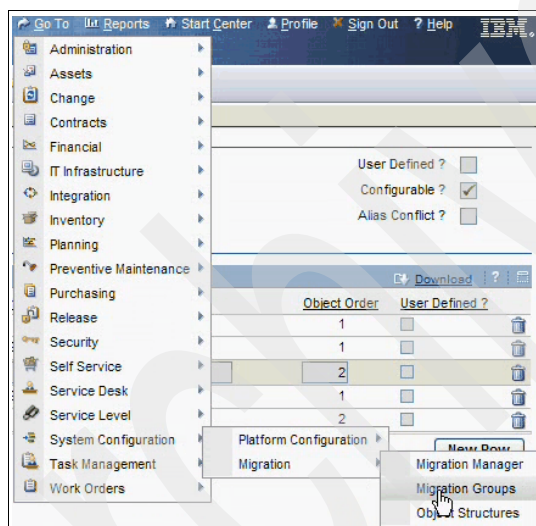 Go To Reports Start Center Profile Sign Out ? Help IBM.
Administration
Assets
Change
Contracts
Financial
IT Infrastructure
Integration
Inventory
Planning
Preventive Maintenance
Purchasing
Release
Security
Self Service
Service Desk
Service Level
System Configuration
Task Management
Work Orders
User Defined ?
Configurable ?
Alias Conflict ?
Download ?
Object Order User Defined ?
1
1
2
1
2
New Row
Platform Configuration
Migration
Migration Manager
Migration Groups
Object Structures